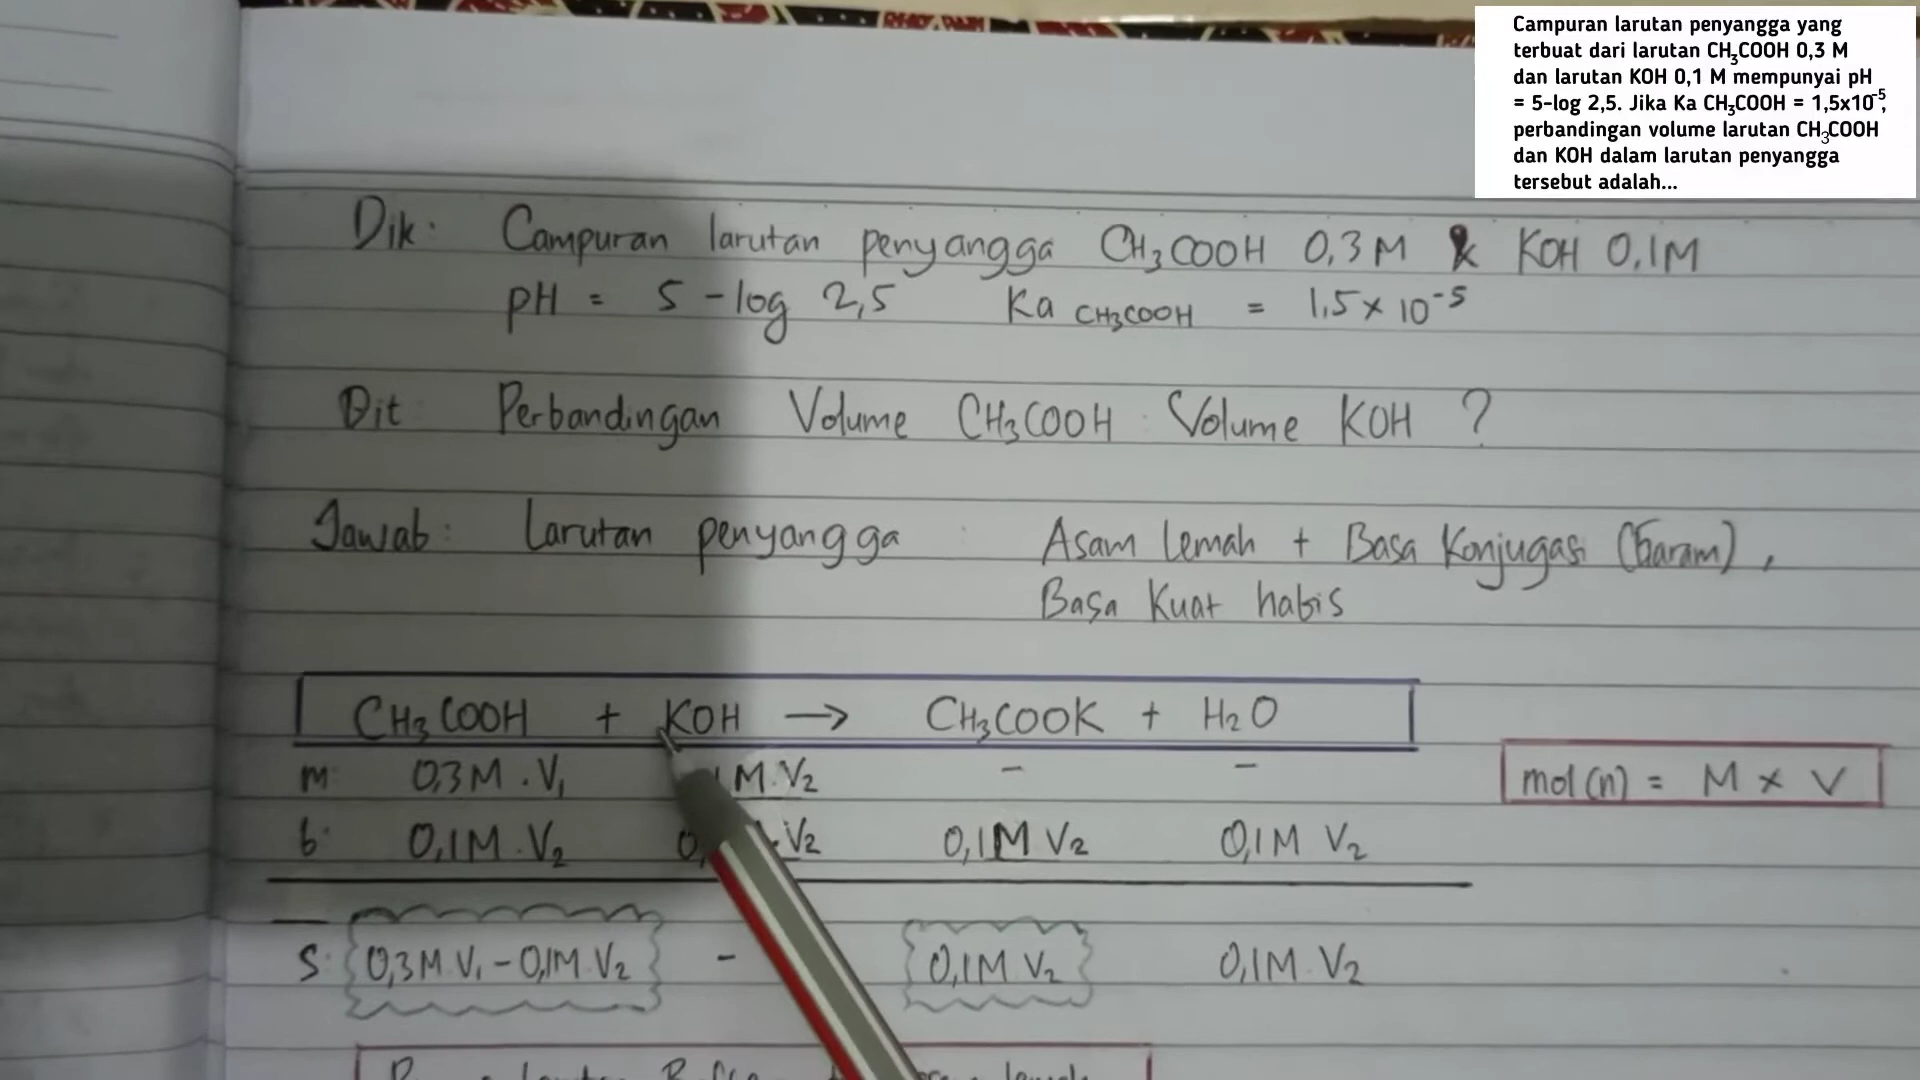 Campuran larutan penyangga yang
terbuat dari larutan CH₃COOH 0,3 M
dan larutan KOH 0,1 M mempunyai pH
= 5-log 2,5. Jika Ka CH₃COOH = 1,5x10⁻⁵,
perbandingan volume larutan CH₃COOH
dan KOH dalam larutan penyangga
tersebut adalah...
Dik: Campuran larutan penyangga CH₃COOH 0,3M & KOH 0,1M
pH = 5 - log 2,5 Ka CH₃COOH = 1,5 x 10⁻⁵
Dit: Perbandingan Volume CH₃COOH : Volume KOH ?
Jawab: Larutan penyangga : Asam lemah + Basa Konjugasi (Garam),
Basa Kuat habis
CH₃COOH + KOH → CH₃COOK + H₂O
m: 0,3M . V₁ M. V₂ - -
mol (n) = M x V
b: 0,1M . V₂ 0, . V₂ 0,1M V₂ 0,1M V₂
S: 0,3M V₁ - 0,1M. V₂ - 0,1M V₂ 0,1M. V₂